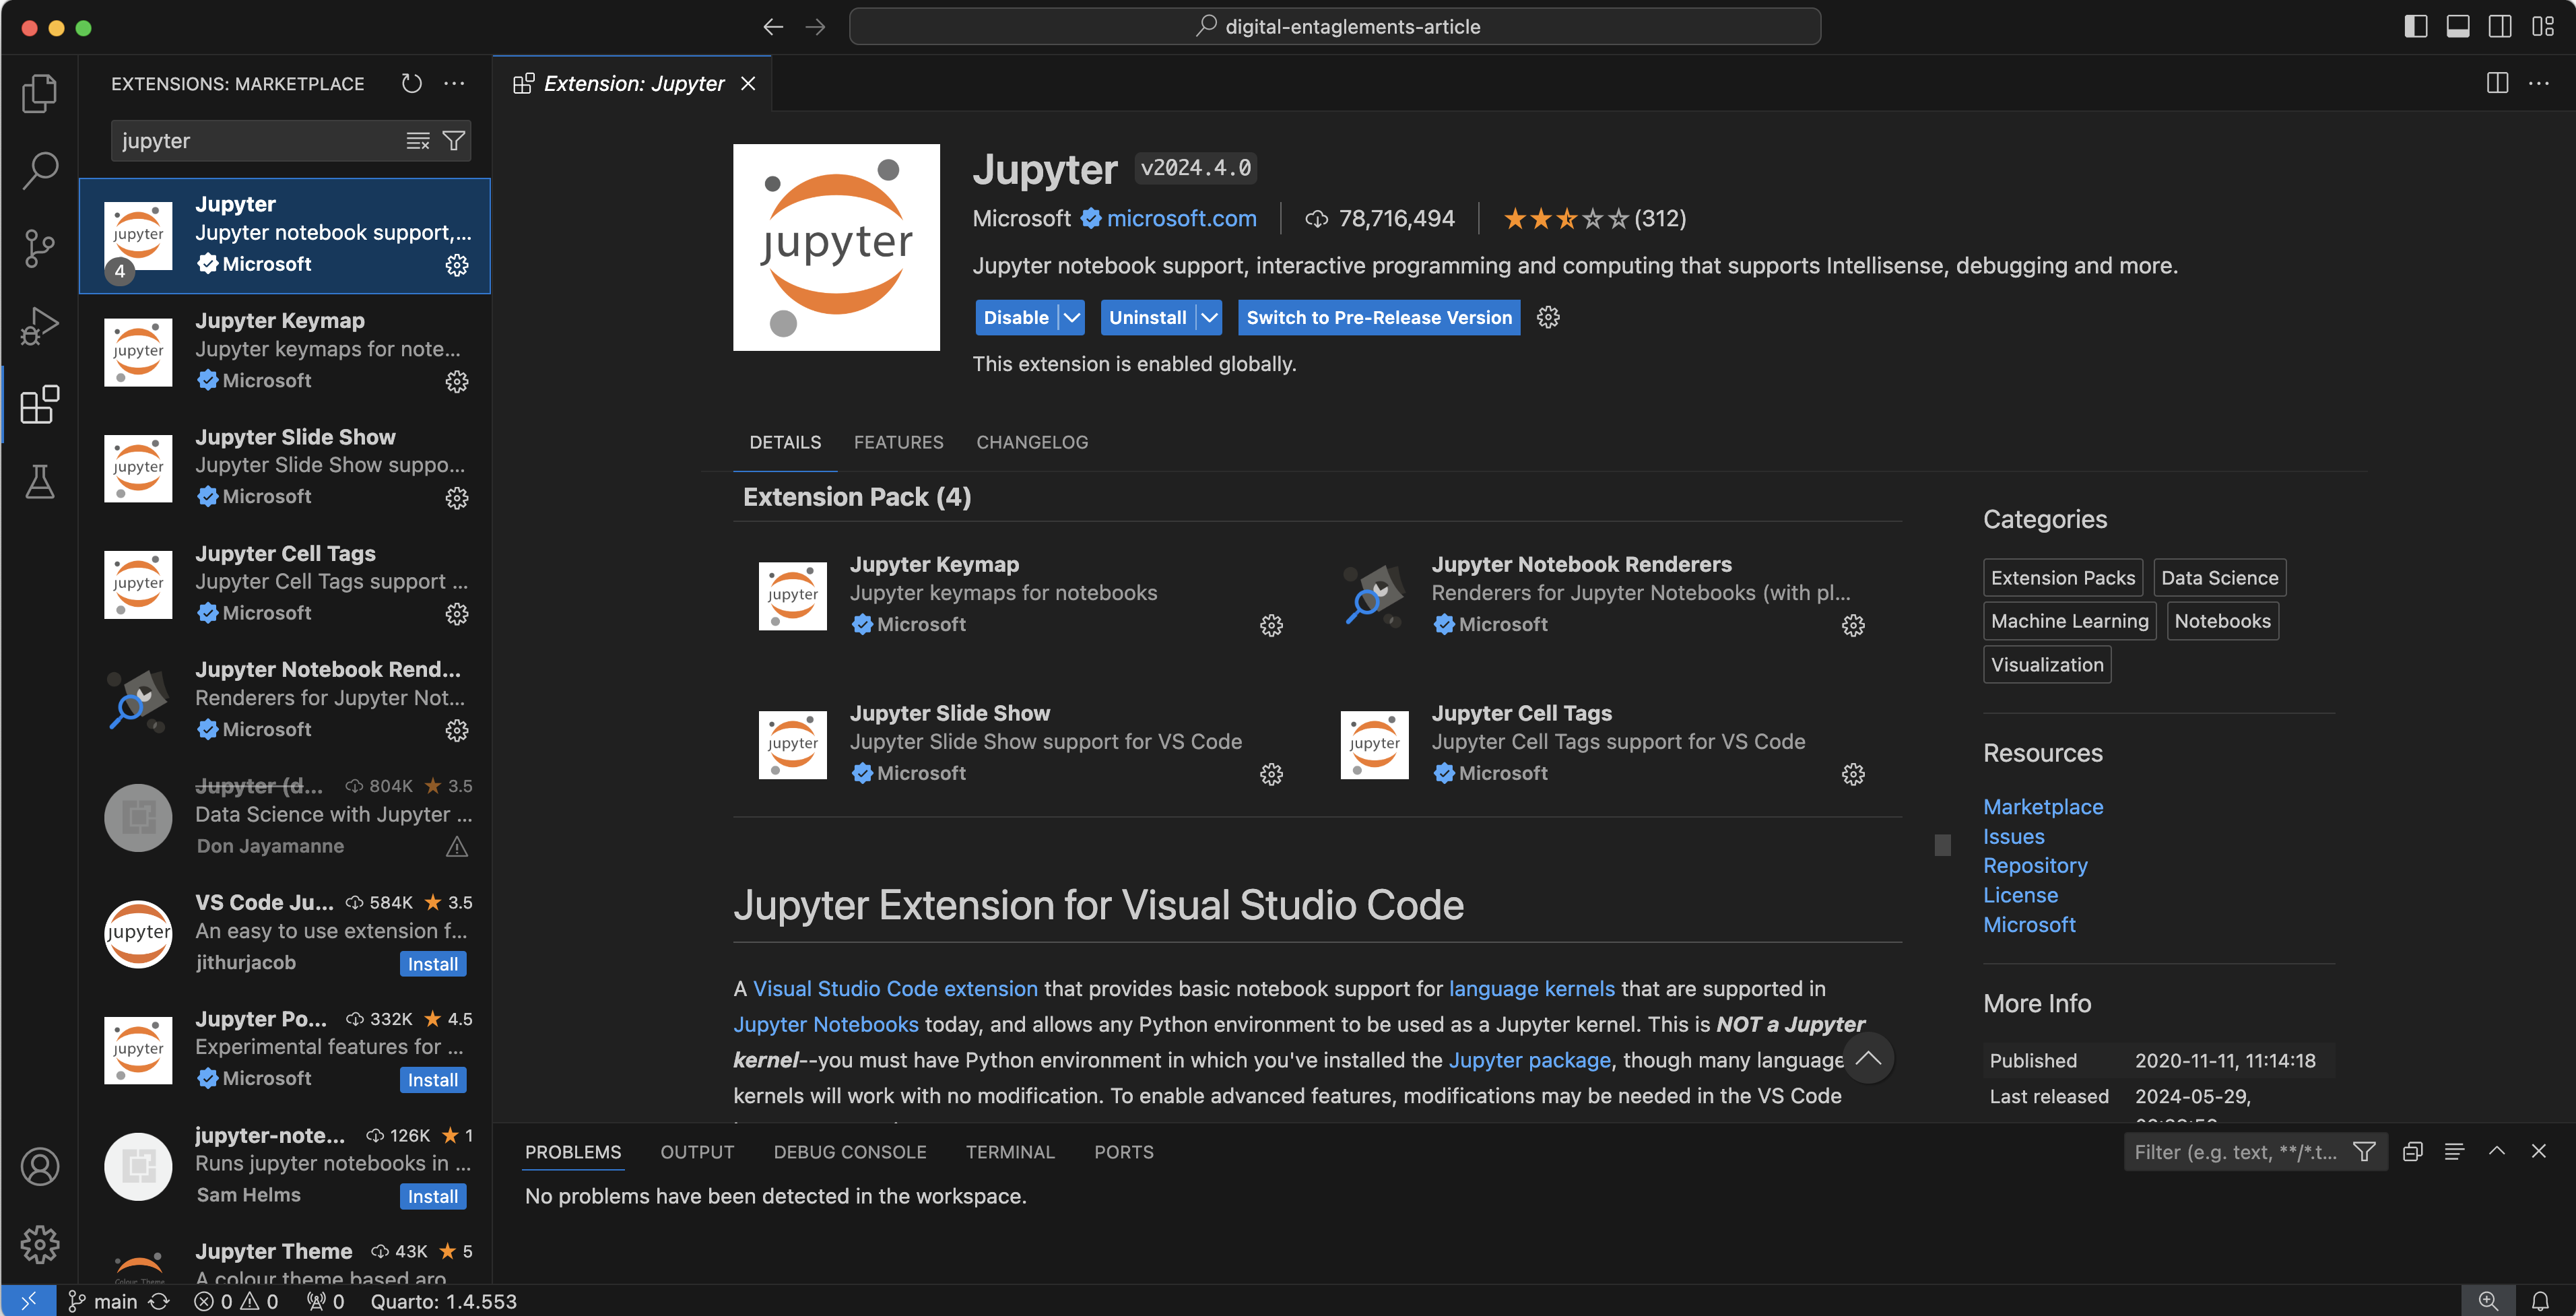 digital-entaglements-article
EXTENSIONS: MARKETPLACE
jupyter
Jupyter
Jupyter notebook support,...
Microsoft
4
jupyter
Jupyter Keymap
Jupyter keymaps for note...
Microsoft
jupyter
Jupyter Slide Show
Jupyter Slide Show suppo...
Microsoft
jupyter
Jupyter Cell Tags
Jupyter Cell Tags support ...
Microsoft
jupyter
Jupyter Notebook Rend...
Renderers for Jupyter Not...
Microsoft
Jupyter (d... 804K 3.5
Data Science with Jupyter ...
Don Jayamanne
VS Code Ju... 584K 3.5
An easy to use extension f...
jithurjacob Install
jupyter
Jupyter Po... 332K 4.5
Experimental features for ...
Microsoft Install
jupyter
jupyter-note... 126K 1
Runs jupyter notebooks in ...
Sam Helms Install
Jupyter Theme 43K 5
A colour theme based aro
Colour Theme
Extension: Jupyter
jupyter
Jupyter v2024.4.0
Microsoft microsoft.com 78,716,494 (312)
Jupyter notebook support, interactive programming and computing that supports Intellisense, debugging and more.
Disable Uninstall Switch to Pre-Release Version
This extension is enabled globally.
DETAILS FEATURES CHANGELOG
Extension Pack (4)
jupyter
Jupyter Keymap
Jupyter keymaps for notebooks
Microsoft
Jupyter Notebook Renderers
Renderers for Jupyter Notebooks (with pl...
Microsoft
jupyter
Jupyter Slide Show
Jupyter Slide Show support for VS Code
Microsoft
jupyter
Jupyter Cell Tags
Jupyter Cell Tags support for VS Code
Microsoft
Jupyter Extension for Visual Studio Code
A Visual Studio Code extension that provides basic notebook support for language kernels that are supported in
Jupyter Notebooks today, and allows any Python environment to be used as a Jupyter kernel. This is NOT a Jupyter
kernel--you must have Python environment in which you've installed the Jupyter package, though many language
kernels will work with no modification. To enable advanced features, modifications may be needed in the VS Code
Categories
Extension Packs Data Science
Machine Learning Notebooks
Visualization
Resources
Marketplace
Issues
Repository
License
Microsoft
More Info
Published 2020-11-11, 11:14:18
Last released 2024-05-29,
PROBLEMS OUTPUT DEBUG CONSOLE TERMINAL PORTS
Filter (e.g. text, **/*.t...
No problems have been detected in the workspace.
main 0 0 0 Quarto: 1.4.553